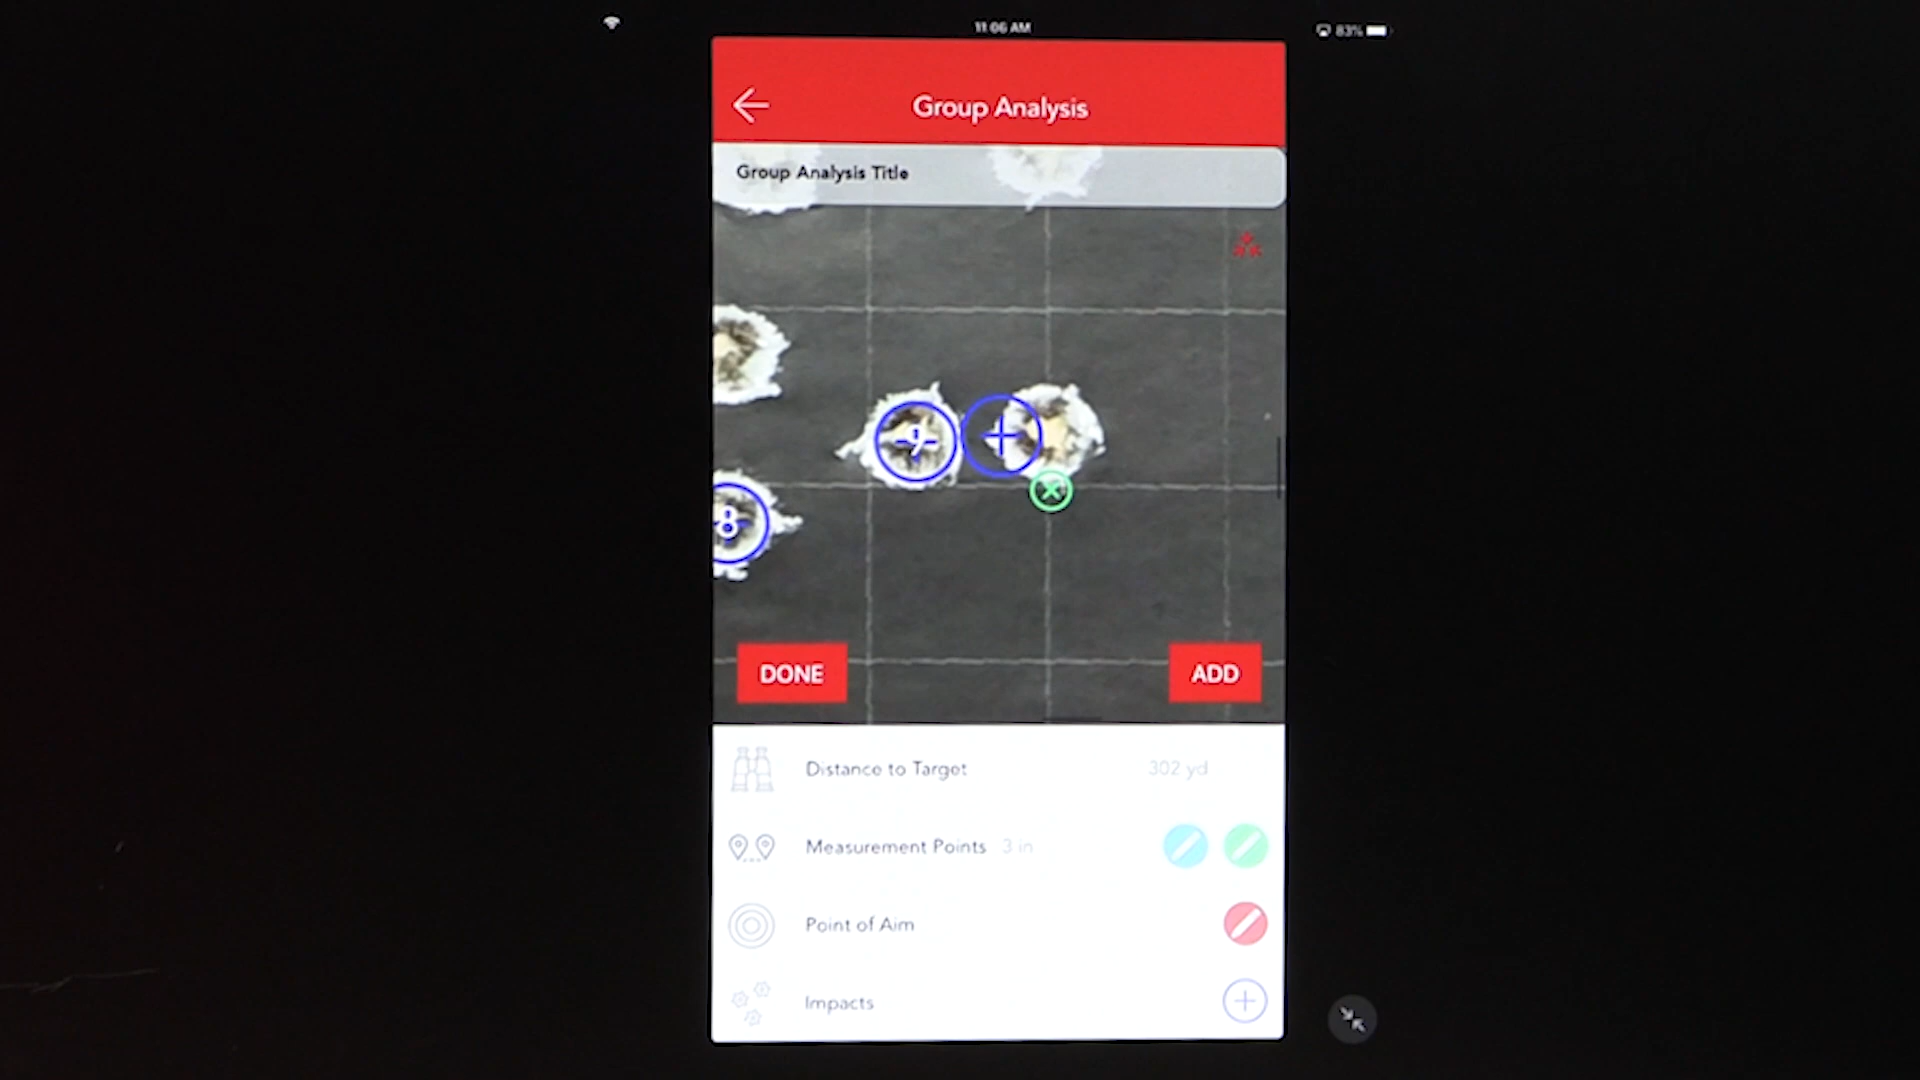 11:06 AM
83%
Group Analysis
Group Analysis Title
8
DONE
ADD
Distance to Target 302 yd
Measurement Points 3 in
Point of Aim
Impacts